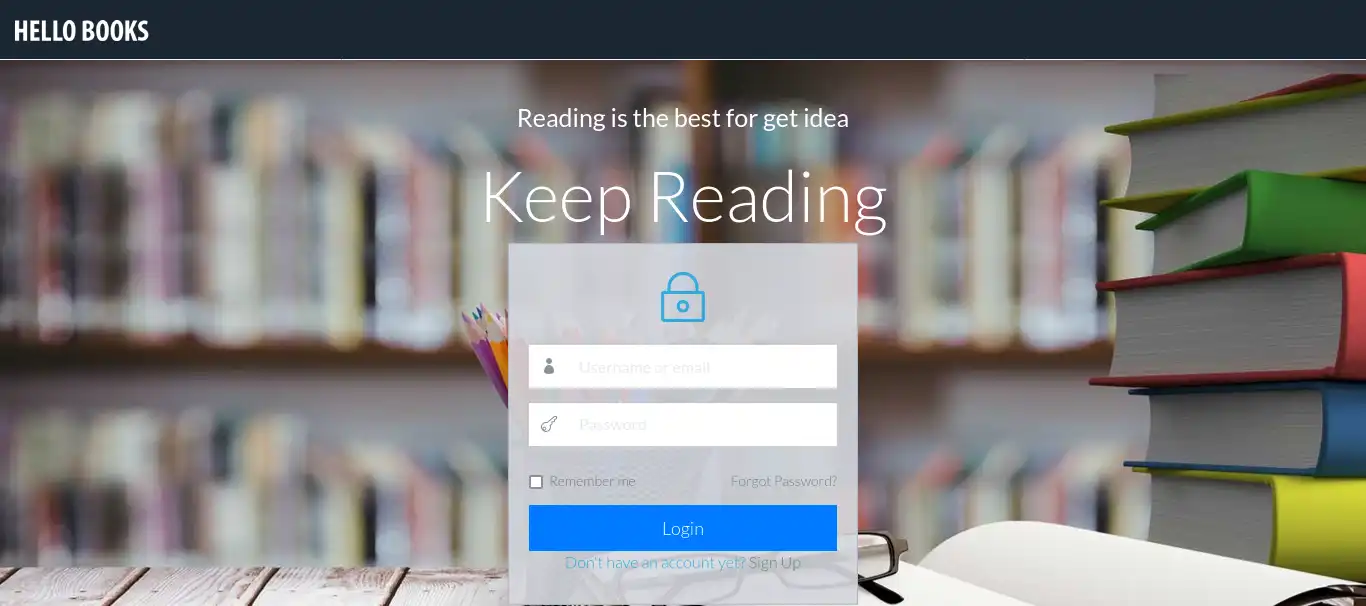 HELLO BOOKS
Reading is the best for get idea
Keep Reading
Username or email
Password
Remember me
Forgot Password?
Login
Don't have an account yet? Sign Up